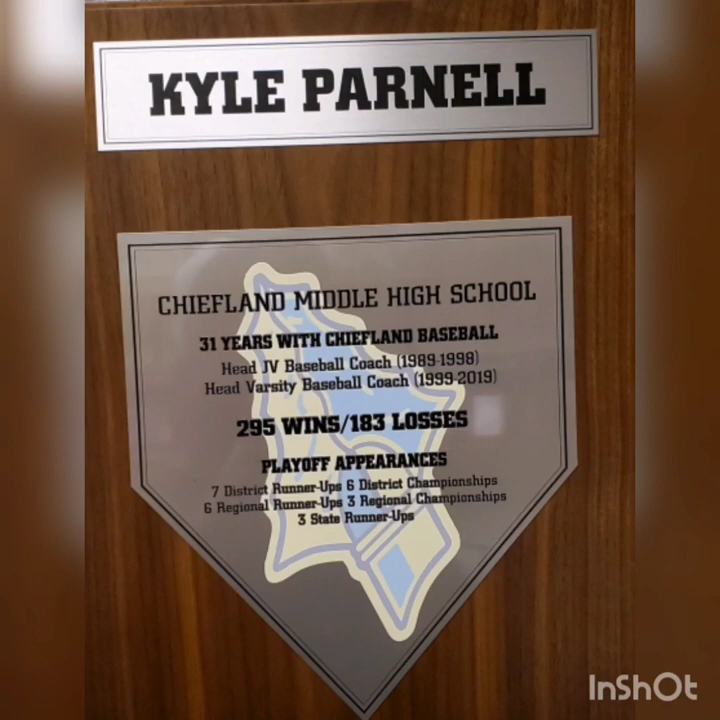 KYLE PARNELL
CHIEFLAND MIDDLE HIGH SCHOOL
31 YEARS WITH CHIEFLAND BASEBALL
Head JV Baseball Coach (1989-1998)
Head Varsity Baseball Coach (1999-2019)
295 WINS/183 LOSSES
PLAYOFF APPEARANCES
7 District Runner-Ups 6 District Championships
6 Regional Runner-Ups 3 Regional Championships
3 State Runner-Ups
InShOt